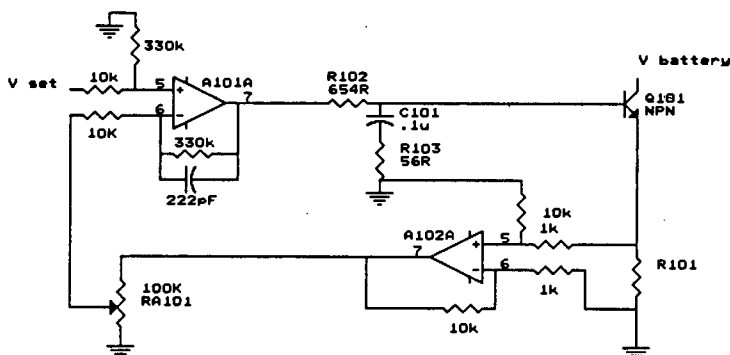 330k
V set
10k
5
A101A
7
6
10K
330k
222pF
R102
654R
C101
.1u
R103
56R
V battery
Q101
NPN
10k
1k
A102A
7
5
6
1k
10k
R101
100K
RA101